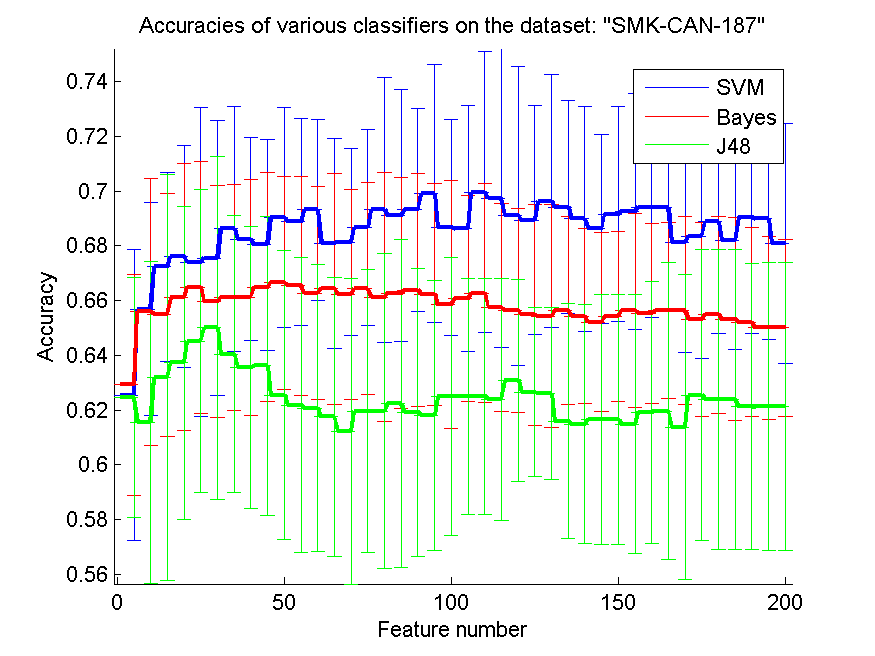 Accuracies of various classifiers on the dataset: "SMK-CAN-187"
SVM
Bayes
J48
Accuracy
0.74
0.72
0.7
0.68
0.66
0.64
0.62
0.6
0.58
0.56
0
50
100
150
200
Feature number